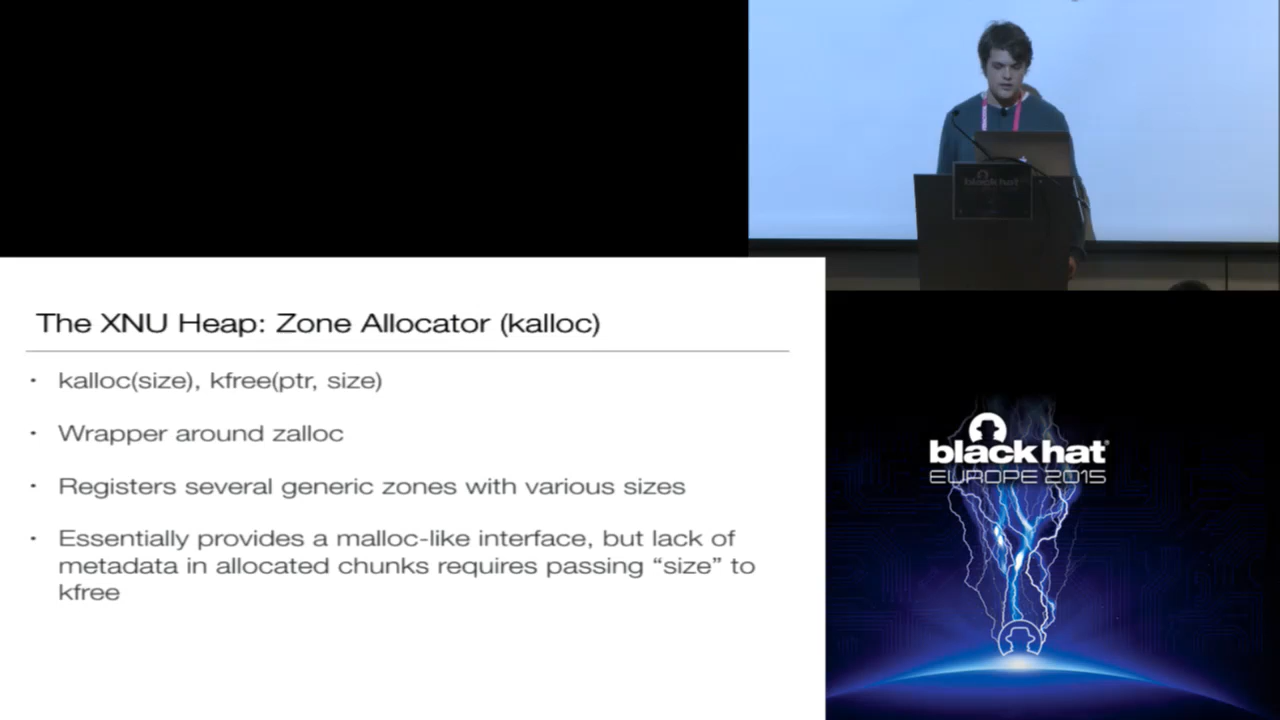 black hat
The XNU Heap: Zone Allocator (kalloc)
• kalloc(size), kfree(ptr, size)
• Wrapper around zalloc
• Registers several generic zones with various sizes
• Essentially provides a malloc-like interface, but lack of
metadata in allocated chunks requires passing “size” to
kfree
black hat®
EUROPE 2015